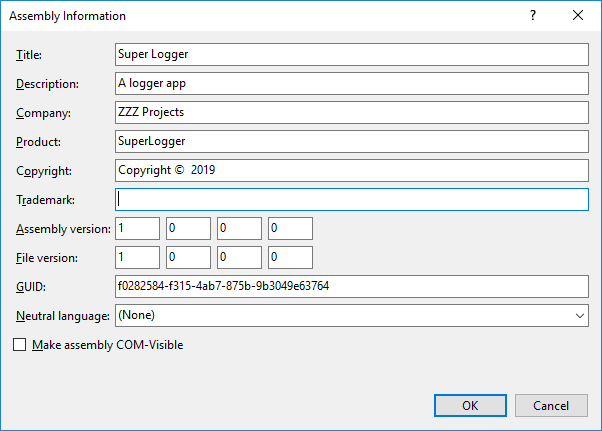 Assembly Information
Title: Super Logger
Description: A logger app
Company: ZZZ Projects
Product: SuperLogger
Copyright: Copyright ©  2019
Trademark:
Assembly version: 1 0 0 0
File version: 1 0 0 0
GUID: f0282584-f315-4ab7-875b-9b3049e63764
Neutral language: (None)
Make assembly COM-Visible
OK Cancel